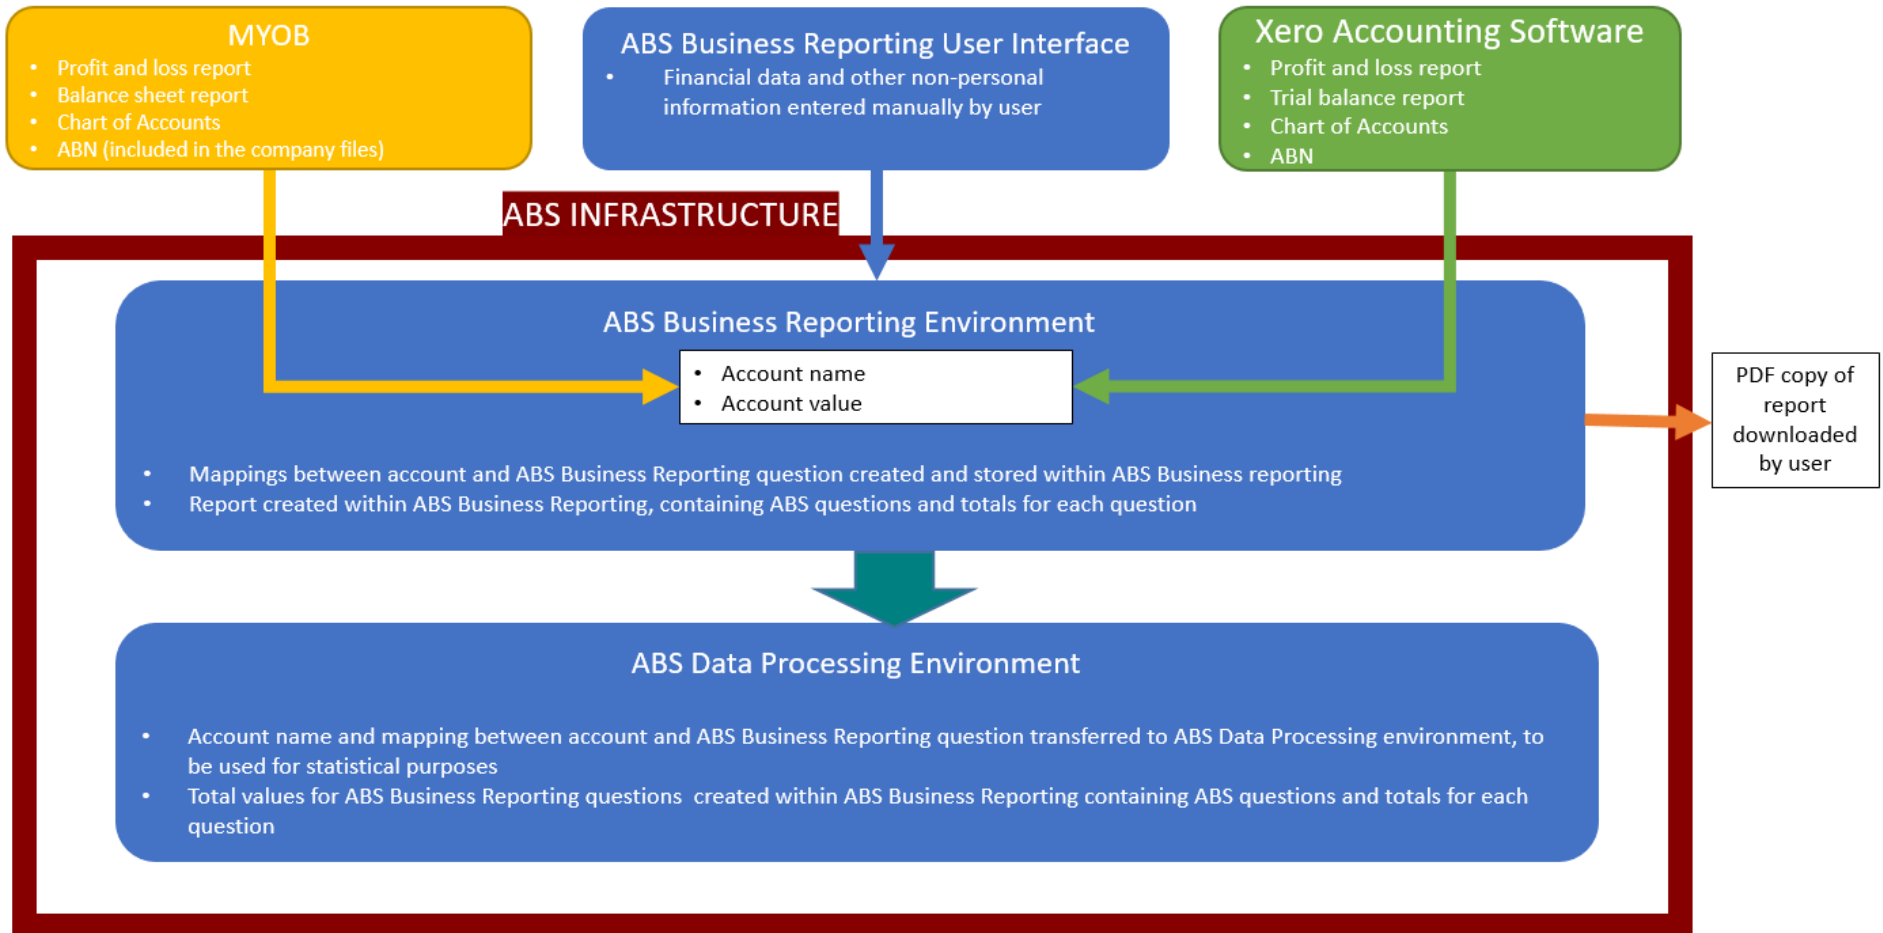 MYOB
• Profit and loss report
• Balance sheet report
• Chart of Accounts
• ABN (included in the company files)
ABS Business Reporting User Interface
• Financial data and other non-personal
information entered manually by user
Xero Accounting Software
• Profit and loss report
• Trial balance report
• Chart of Accounts
• ABN
ABS INFRASTRUCTURE
ABS Business Reporting Environment
• Account name
• Account value
• Mappings between account and ABS Business Reporting question created and stored within ABS Business reporting
• Report created within ABS Business Reporting, containing ABS questions and totals for each question
PDF copy of
report
downloaded
by user
ABS Data Processing Environment
• Account name and mapping between account and ABS Business Reporting question transferred to ABS Data Processing environment, to
be used for statistical purposes
• Total values for ABS Business Reporting questions  created within ABS Business Reporting containing ABS questions and totals for each
question